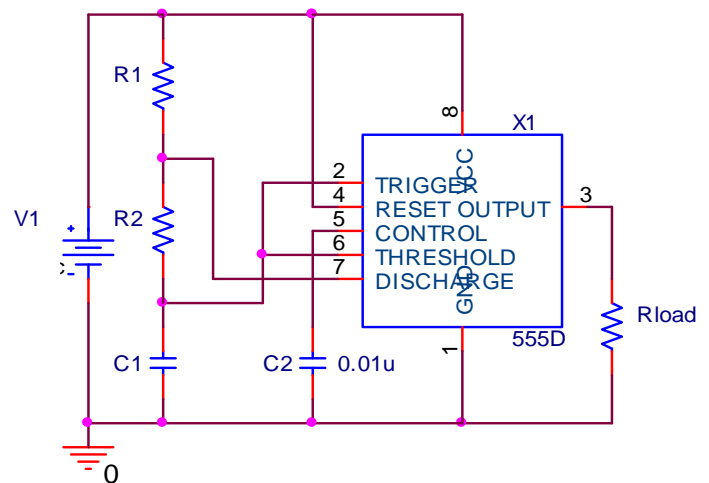 R1
8
X1
VCC
2 TRIGGER
4 RESET OUTPUT 3
5 CONTROL
6 THRESHOLD
7 DISCHARGE
GND
V1
+
-
R2
Rload
555D
1
C1
C2 0.01u
0